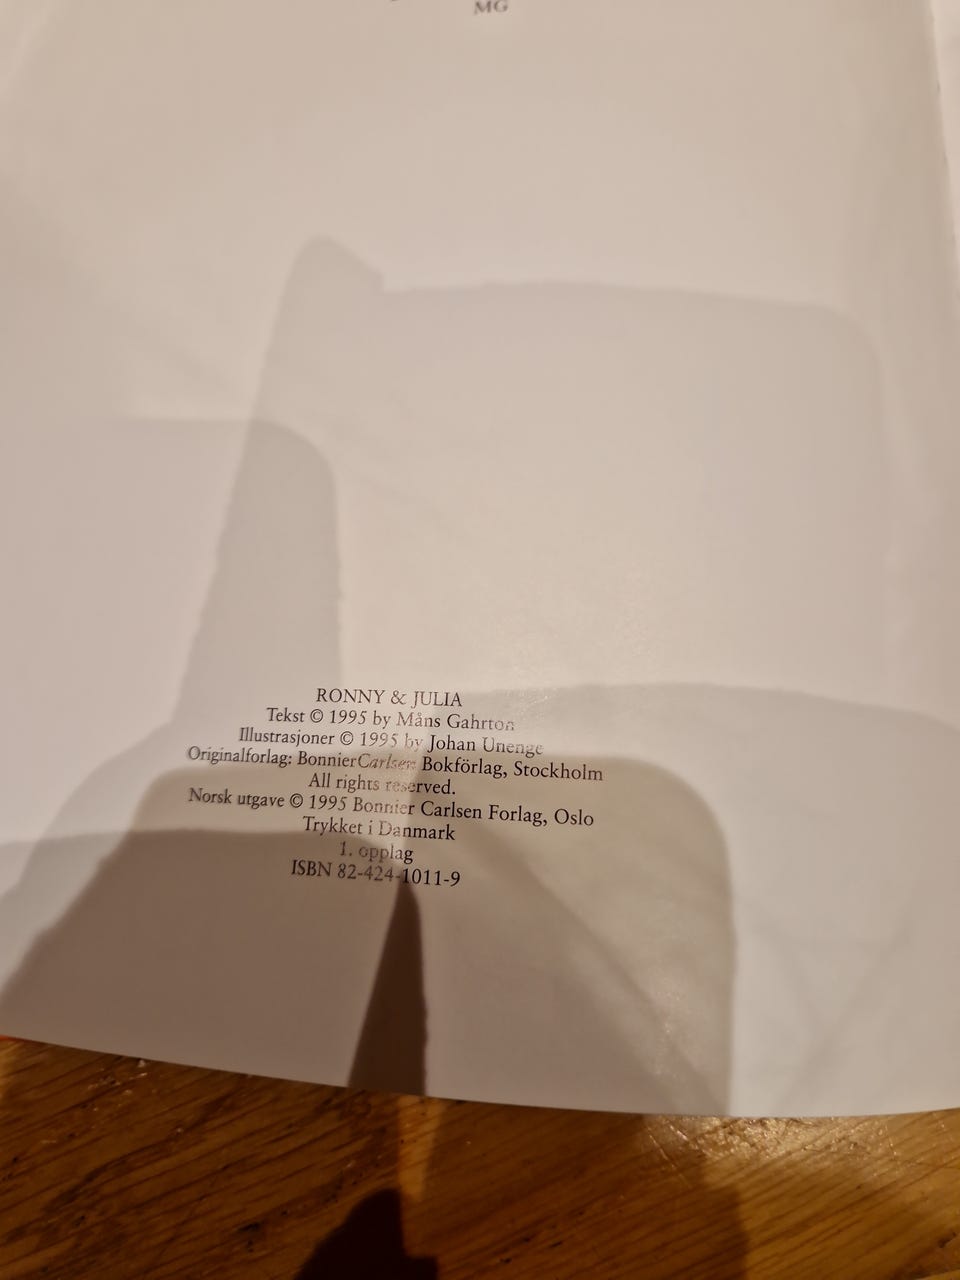 MG
RONNY & JULIA
Tekst © 1995 by Måns Gahrton
Illustrasjoner © 1995 by Johan Unenge
Originalforlag: BonnierCarlsen Bokförlag, Stockholm
All rights reserved.
Norsk utgave © 1995 Bonnier Carlsen Forlag, Oslo
Trykket i Danmark
1. opplag
ISBN 82-424-1011-9